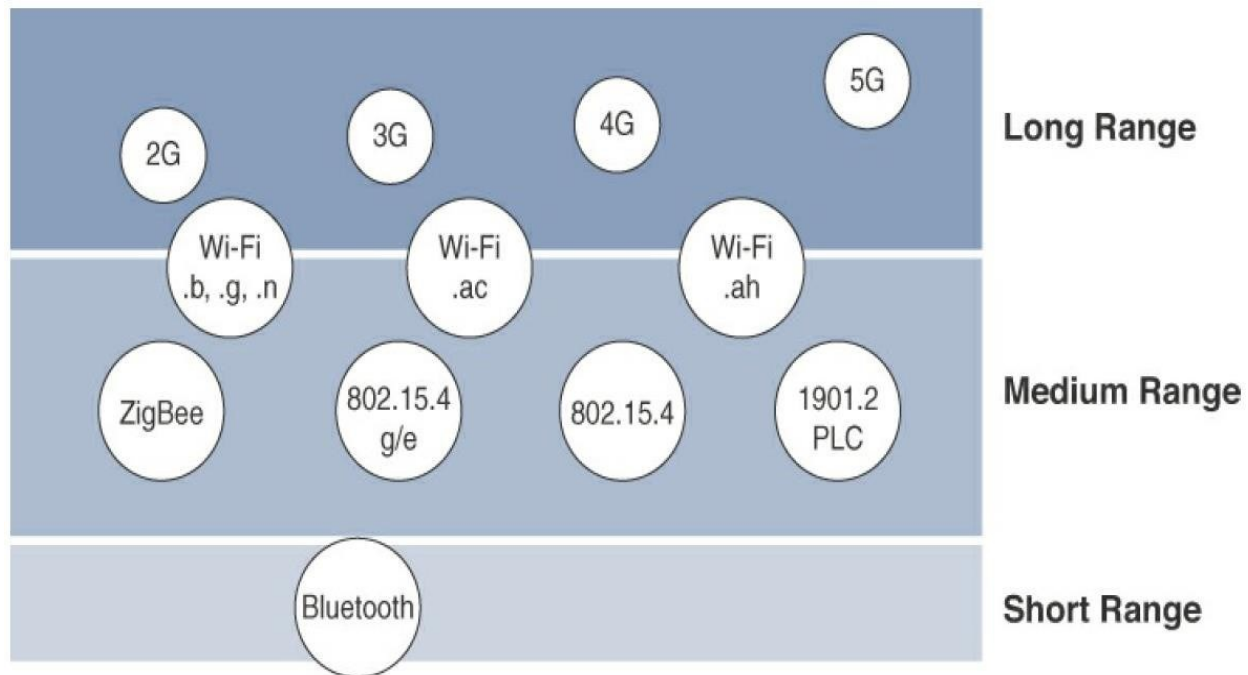 2G
3G
4G
5G
Long Range
Wi-Fi
.b, .g, .n
Wi-Fi
.ac
Wi-Fi
.ah
ZigBee
802.15.4
g/e
802.15.4
1901.2
PLC
Medium Range
Bluetooth
Short Range